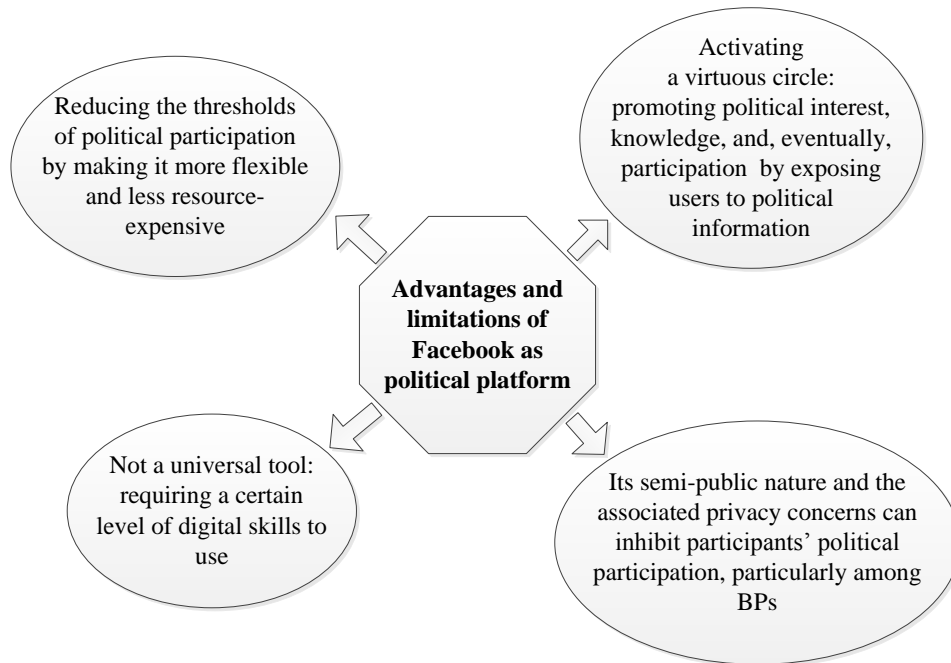 Reducing the thresholds
of political participation
by making it more flexible
and less resource-
expensive
Activating
a virtuous circle:
promoting political interest,
knowledge, and, eventually,
participation by exposing
users to political
information
Advantages and
limitations of
Facebook as
political platform
Not a universal tool:
requiring a certain
level of digital skills to
use
Its semi-public nature and the
associated privacy concerns can
inhibit participants’ political
participation, particularly among
BPs